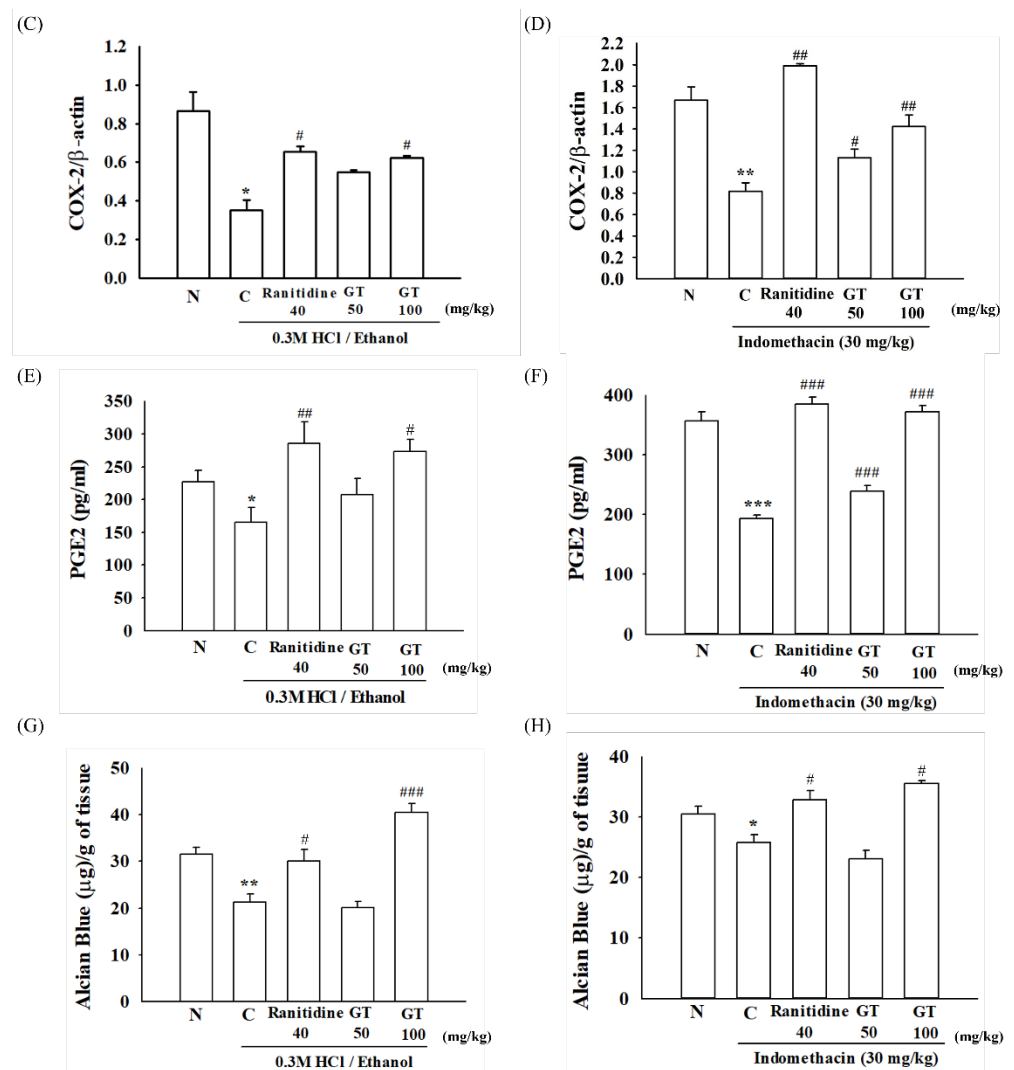 (C)
COX-2/β-actin
1.2
1.0
0.8
0.6
0.4
0.2
0.0
*
#
#
N
C
Ranitidine
40
GT
50
GT
100
(mg/kg)
0.3M HCl / Ethanol
(D)
COX-2/β-actin
2.2
2.0
1.8
1.6
1.4
1.2
1.0
0.8
0.6
0.4
0.2
0.0
**
##
#
##
N
C
Ranitidine
40
GT
50
GT
100
(mg/kg)
Indomethacin (30 mg/kg)
(E)
PGE2 (pg/ml)
350
300
250
200
150
100
50
0
*
##
#
N
C
Ranitidine
40
GT
50
GT
100
(mg/kg)
0.3M HCl / Ethanol
(F)
PGE2 (pg/ml)
400
300
200
100
0
***
###
###
###
N
C
Ranitidine
40
GT
50
GT
100
(mg/kg)
Indomethacin (30 mg/kg)
(G)
Alcian Blue (μg)/g of tissue
50
40
30
20
10
0
**
#
###
N
C
Ranitidine
40
GT
50
GT
100
(mg/kg)
0.3M HCl / Ethanol
(H)
Alcian Blue (μg)/g of tissue
40
30
20
10
0
*
#
#
N
C
Ranitidine
40
GT
50
GT
100
(mg/kg)
Indomethacin (30 mg/kg)